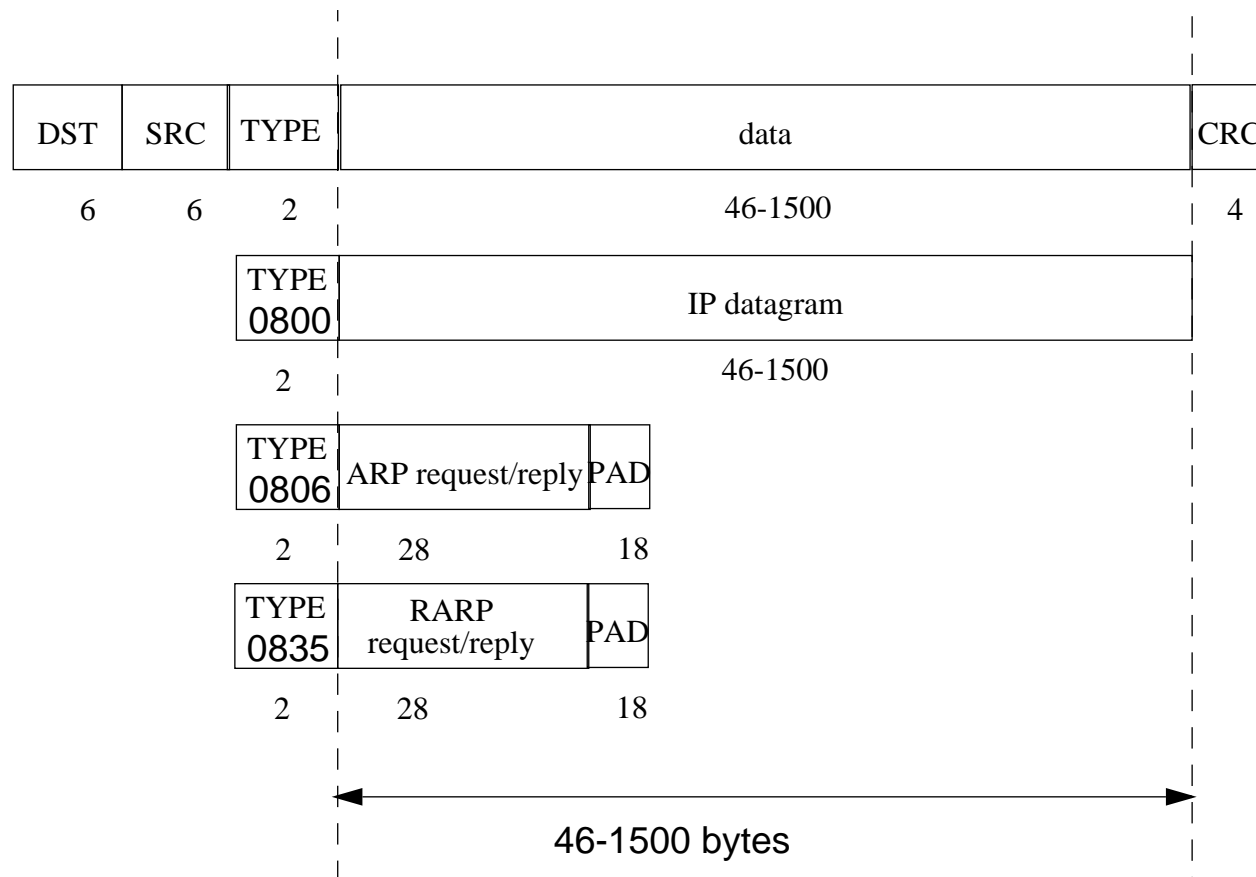 DST SRC TYPE data CRC
6 6 2 46-1500 4
TYPE
0800
IP datagram
2 46-1500
TYPE
0806
ARP request/reply PAD
2 28 18
TYPE
0835
RARP
request/reply
PAD
2 28 18
46-1500 bytes